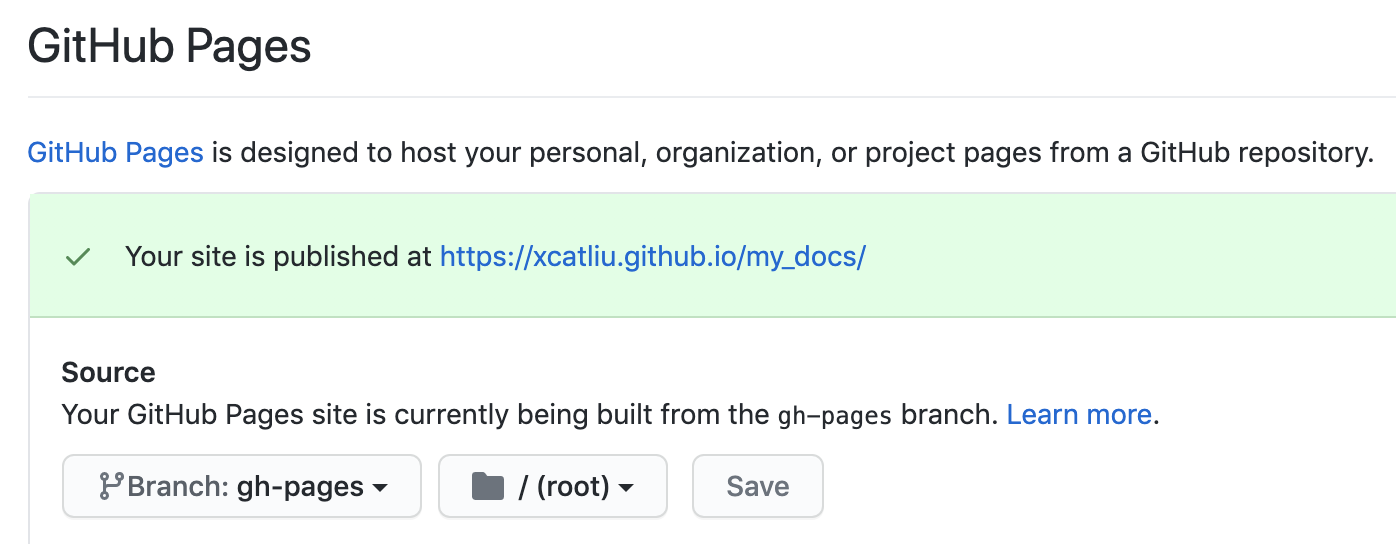 GitHub Pages
GitHub Pages is designed to host your personal, organization, or project pages from a GitHub repository.
Your site is published at https://xcatliu.github.io/my_docs/
Source
Your GitHub Pages site is currently being built from the gh-pages branch. Learn more.
Branch: gh-pages / (root) Save